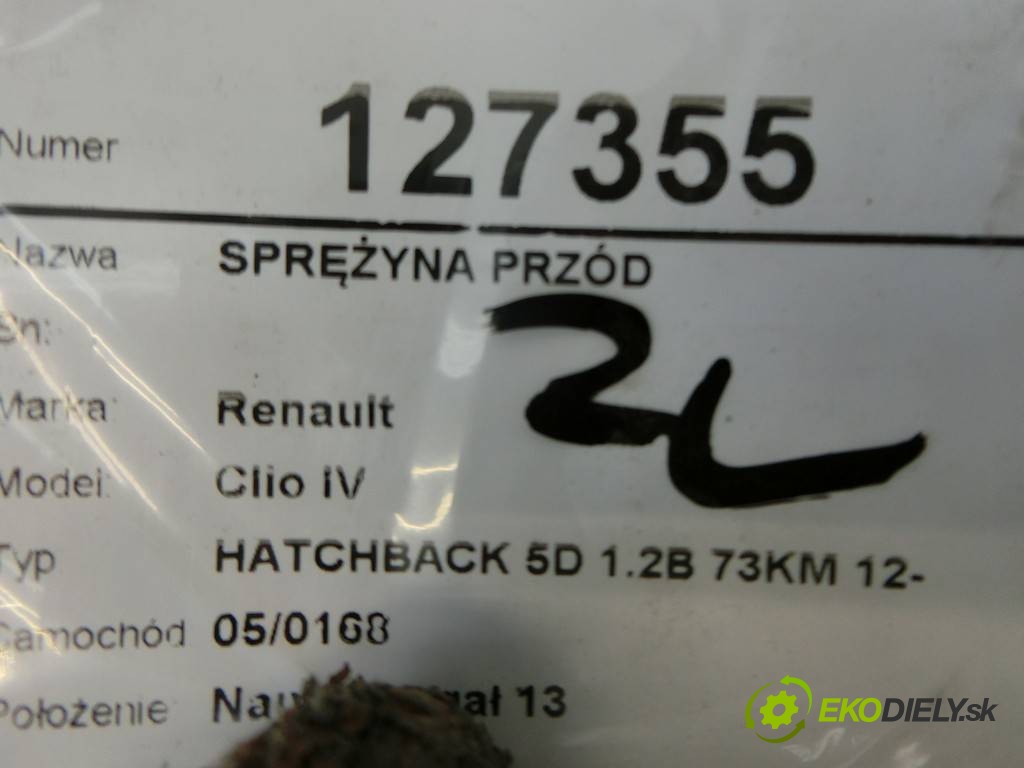 Numer 127355
Nazwa SPRĘŻYNA PRZÓD
Sn:
2L
Marka: Renault
Model: Clio IV
Typ HATCHBACK 5D 1.2B 73KM 12-
Samochód 05/0168
Położenie 13
EKODIELY.sk